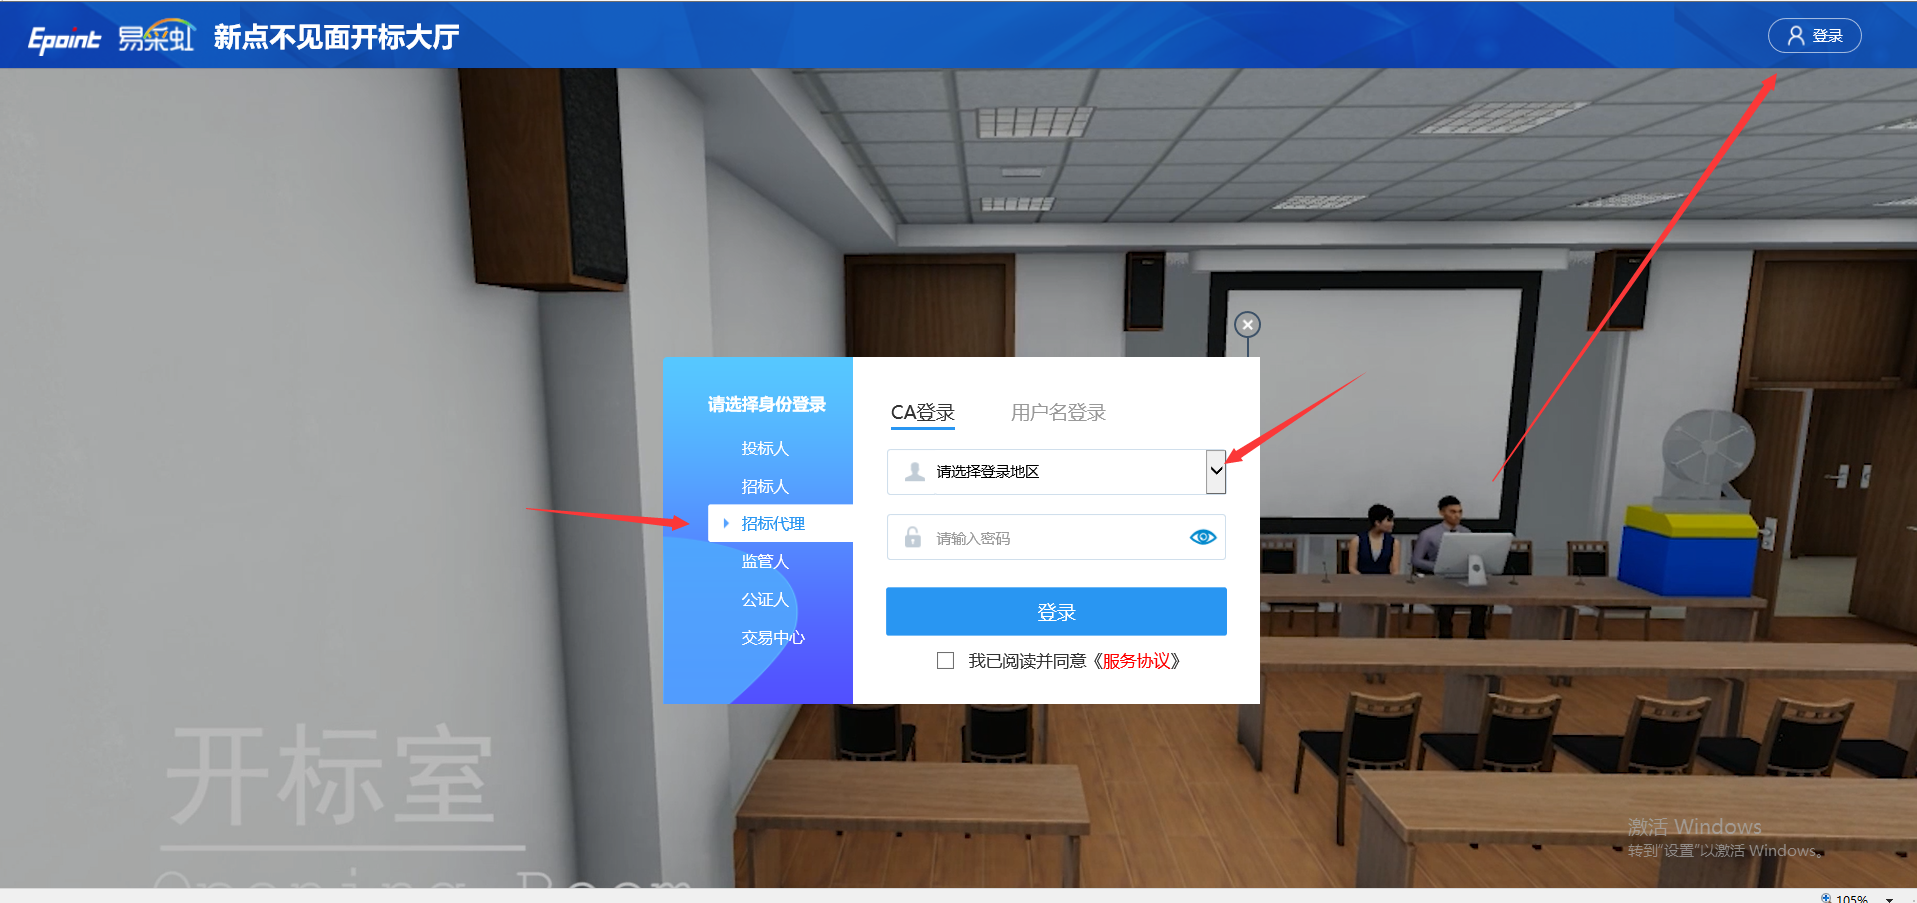 Epoint 易采虹 新点不见面开标大厅
登录
请选择身份登录
投标人
招标人
招标代理
监管人
公证人
交易中心
CA登录 用户名登录
请选择登录地区
请输入密码
登录
我已阅读并同意《服务协议》
开标室
Opening Room
激活 Windows
转到“设置”以激活 Windows。
105%